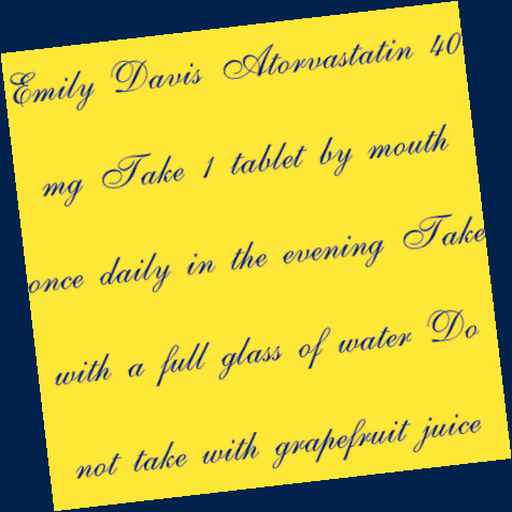 Emily Davis Atorvastatin 40
mg Take 1 tablet by mouth
once daily in the evening Take
with a full glass of water Do
not take with grapefruit juice